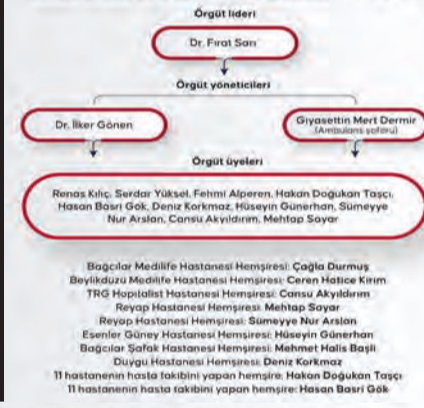 Örgüt lideri
Dr. Fırat Sarı
Örgüt yöneticileri
Dr. İlker Gönen
Gıyasettin Mert Dermir
(Ambulans şoförü)
Örgüt üyeleri
Renas Kılıç, Serdar Yüksel, Fehmi Alperen, Hakan Doğukan Taşçı,
Hasan Basri Gök, Deniz Korkmaz, Hüseyin Günerhan, Sümeyye
Nur Arslan, Cansu Akyıldırım, Mehtap Sayar
Bağcılar Medilife Hastanesi Hemşiresi: Çağla Durmuş
Beylikdüzü Medilife Hastanesi Hemşiresi: Ceren Hatice Kırım
TRG Hopitalist Hastanesi Hemşiresi: Cansu Akyıldırım
Reyap Hastanesi Hemşiresi: Mehtap Sayar
Reyap Hastanesi Hemşiresi: Sümeyye Nur Arslan
Esenler Güney Hastanesi Hemşiresi: Hüseyin Günerhan
Bağcılar Şafak Hastanesi Hemşiresi: Mehmet Halis Başli
Duygu Hastanesi Hemşiresi: Deniz Korkmaz
11 hastanenin hasta takibini yapan hemşire: Hakan Doğukan Taşçı
11 hastanenin hasta takibini yapan hemşire: Hasan Basri Gök